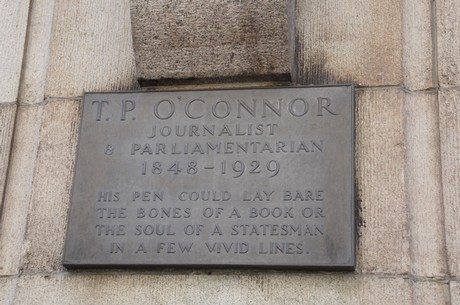 T. P. O'CONNOR
JOURNALIST
& PARLIAMENTARIAN
1848-1929
HIS PEN COULD LAY BARE
THE BONES OF A BOOK OR
THE SOUL OF A STATESMAN
IN A FEW VIVID LINES.